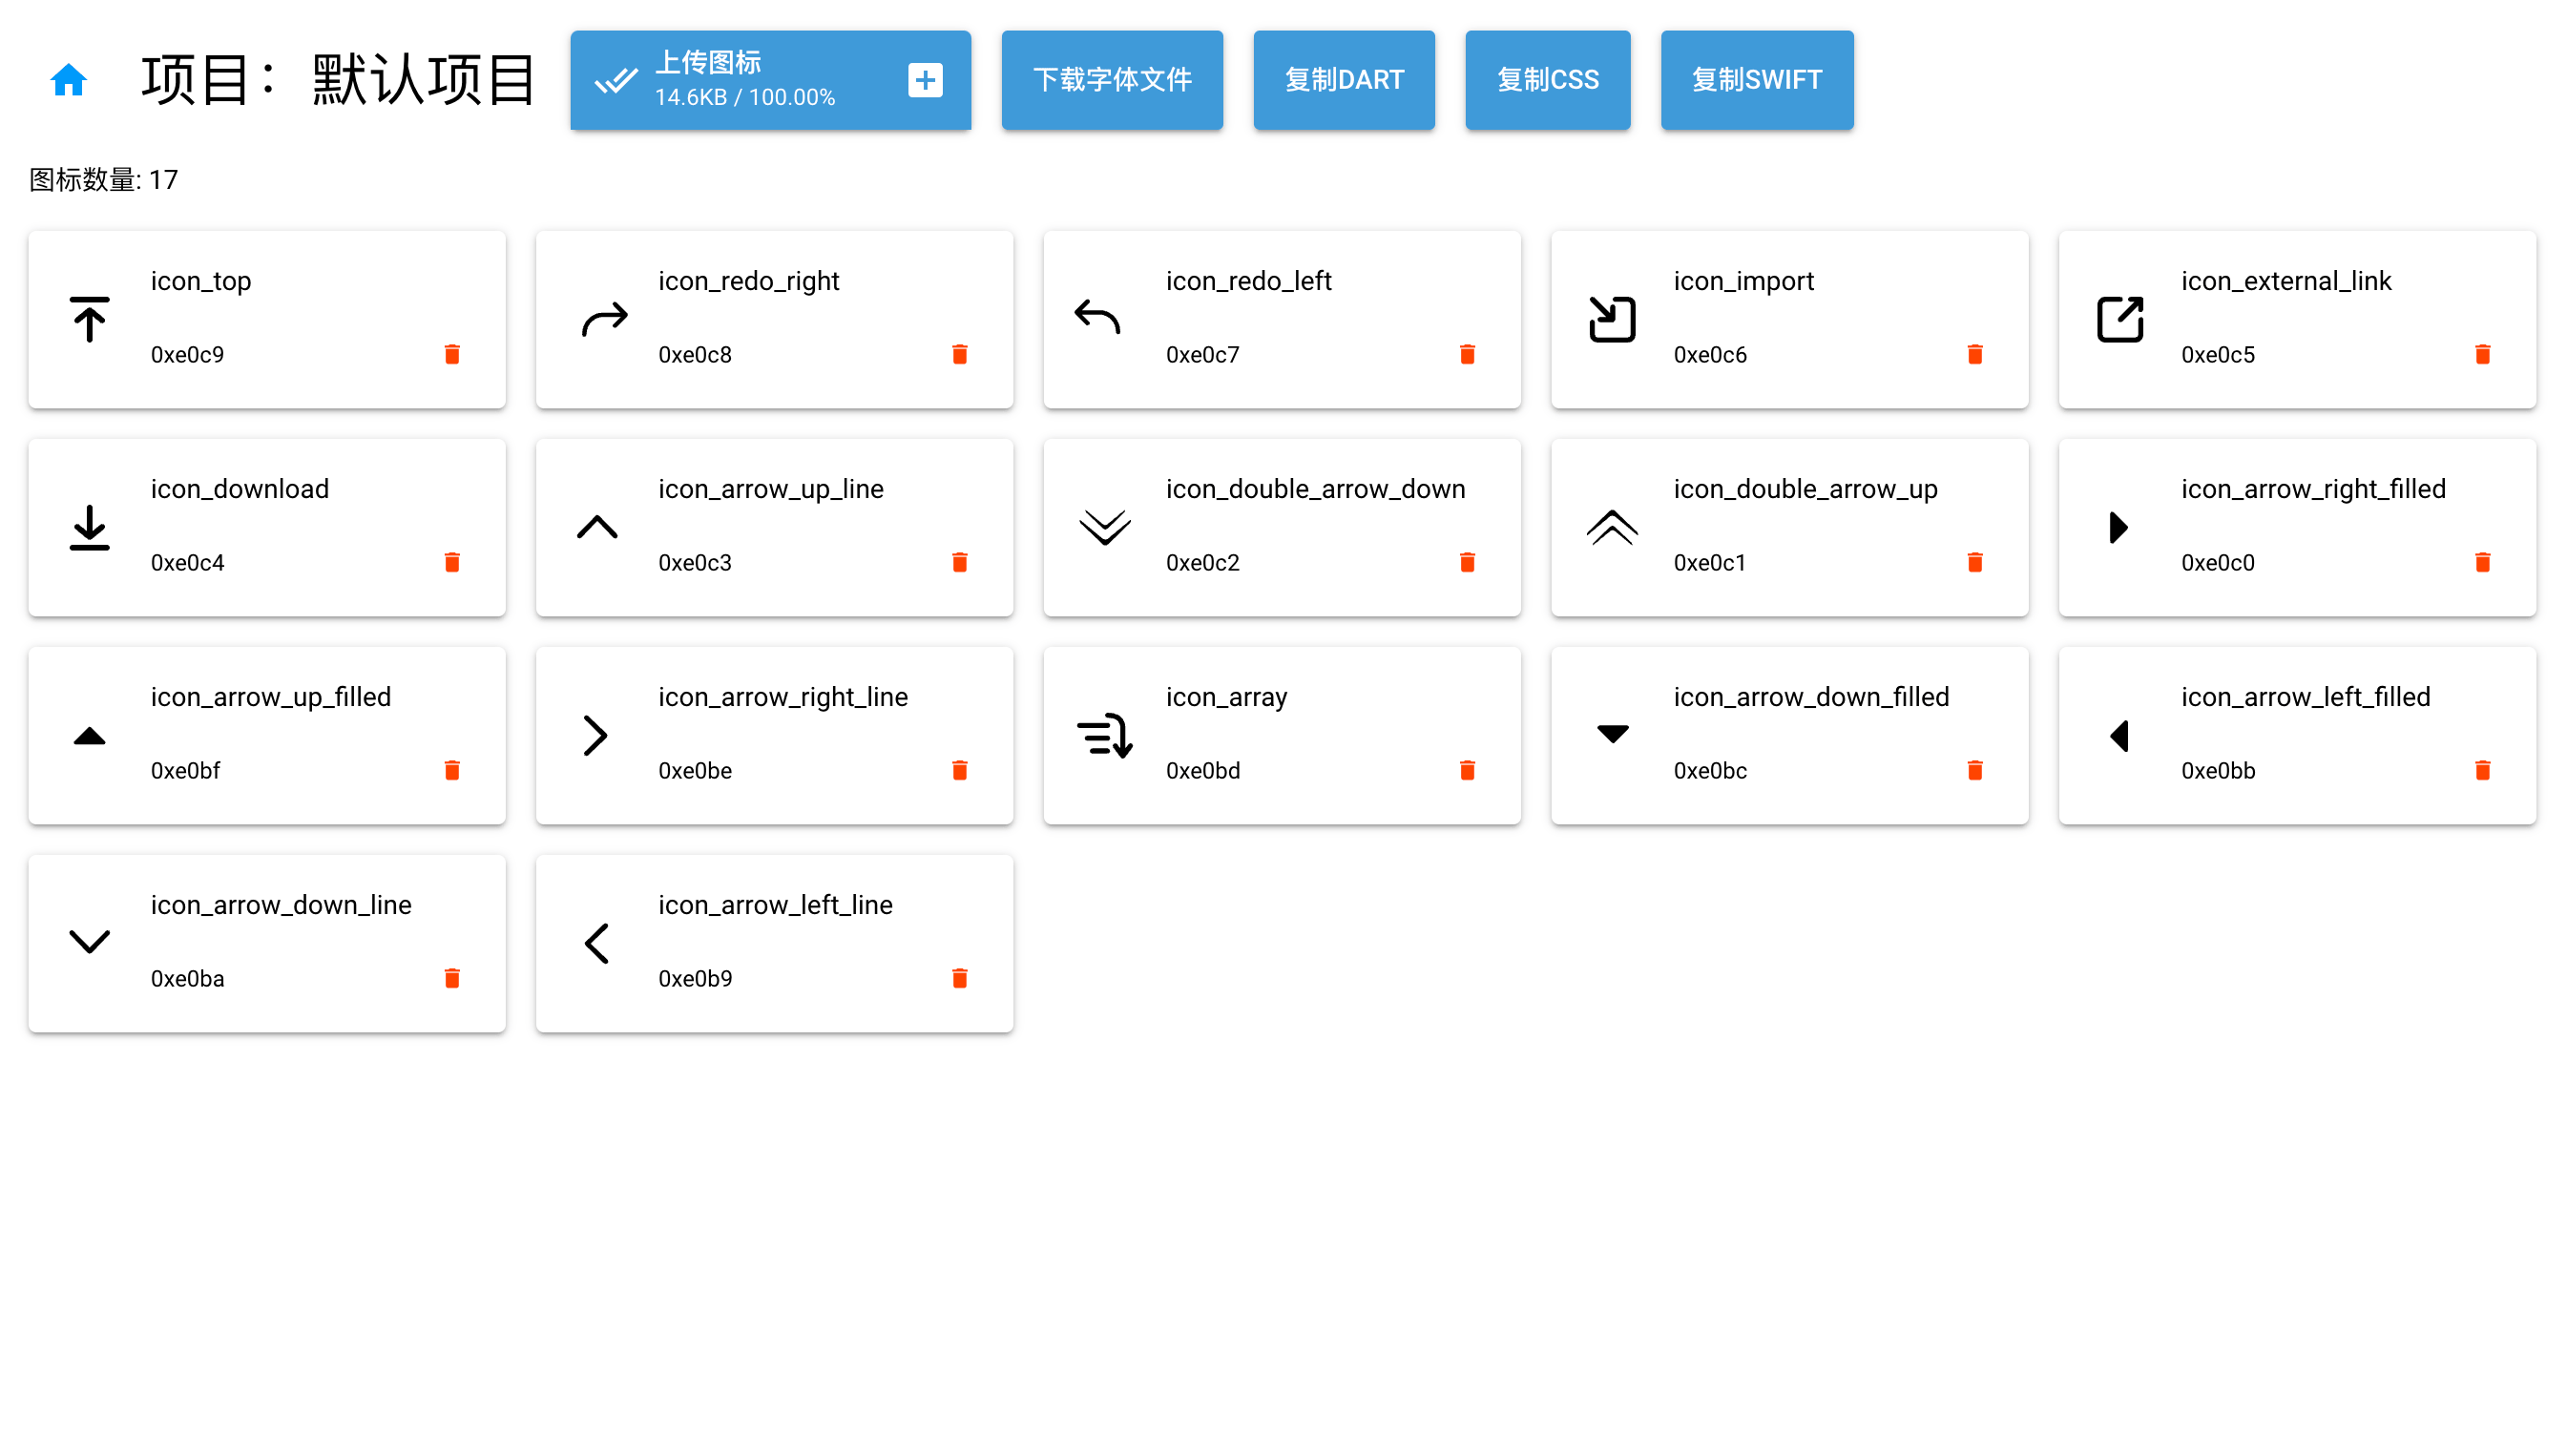 项目：默认项目
上传图标
14.6KB / 100.00%
下载字体文件
复制DART
复制CSS
复制SWIFT
图标数量: 17
icon_top
0xe0c9
icon_redo_right
0xe0c8
icon_redo_left
0xe0c7
icon_import
0xe0c6
icon_external_link
0xe0c5
icon_download
0xe0c4
icon_arrow_up_line
0xe0c3
icon_double_arrow_down
0xe0c2
icon_double_arrow_up
0xe0c1
icon_arrow_right_filled
0xe0c0
icon_arrow_up_filled
0xe0bf
icon_arrow_right_line
0xe0be
icon_array
0xe0bd
icon_arrow_down_filled
0xe0bc
icon_arrow_left_filled
0xe0bb
icon_arrow_down_line
0xe0ba
icon_arrow_left_line
0xe0b9